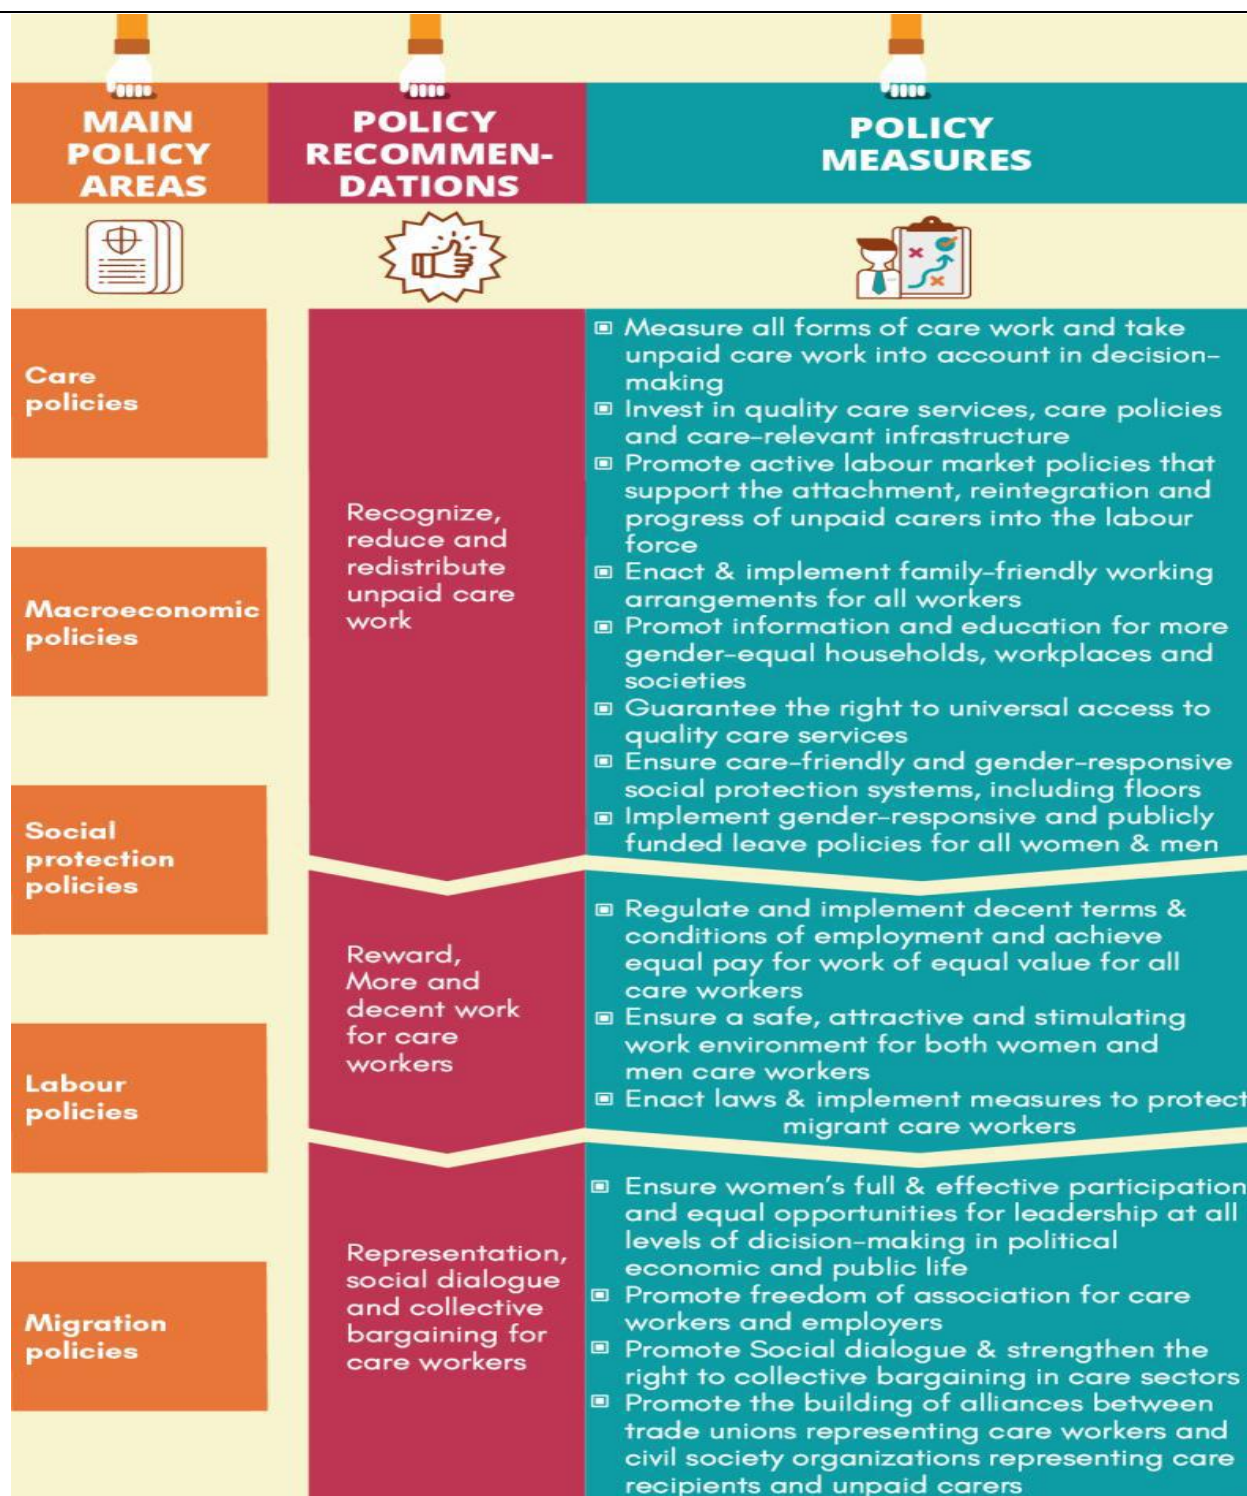 MAIN
POLICY
AREAS
POLICY
RECOMMEN-
DATIONS
POLICY
MEASURES
Care
policies
Macroeconomic
policies
Social
protection
policies
Labour
policies
Migration
policies
Recognize,
reduce and
redistribute
unpaid care
work
Measure all forms of care work and take
unpaid care work into account in decision-
making
Invest in quality care services, care policies
and care-relevant infrastructure
Promote active labour market policies that
support the attachment, reintegration and
progress of unpaid carers into the labour
force
Enact & implement family-friendly working
arrangements for all workers
Promot information and education for more
gender-equal households, workplaces and
societies
Guarantee the right to universal access to
quality care services
Ensure care-friendly and gender-responsive
social protection systems, including floors
Implement gender-responsive and publicly
funded leave policies for all women & men
Reward,
More and
decent work
for care
workers
Regulate and implement decent terms &
conditions of employment and achieve
equal pay for work of equal value for all
care workers
Ensure a safe, attractive and stimulating
work environment for both women and
men care workers
Enact laws & implement measures to protect
migrant care workers
Representation,
social dialogue
and collective
bargaining for
care workers
Ensure women's full & effective participation
and equal opportunities for leadership at all
levels of dicision-making in political
economic and public life
Promote freedom of association for care
workers and employers
Promote Social dialogue & strengthen the
right to collective bargaining in care sectors
Promote the building of alliances between
trade unions representing care workers and
civil society organizations representing care
recipients and unpaid carers